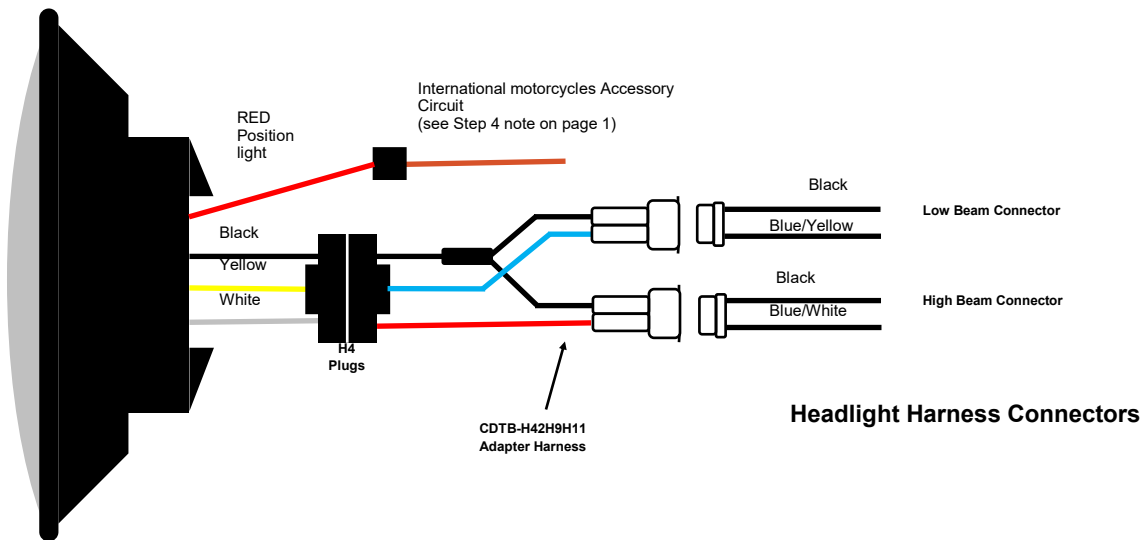 International motorcycles Accessory
Circuit
(see Step 4 note on page 1)
RED
Position
light
Black
Yellow
White
H4
Plugs
CDTB-H42H9H11
Adapter Harness
Black
Blue/Yellow
Low Beam Connector
Black
Blue/White
High Beam Connector
Headlight Harness Connectors